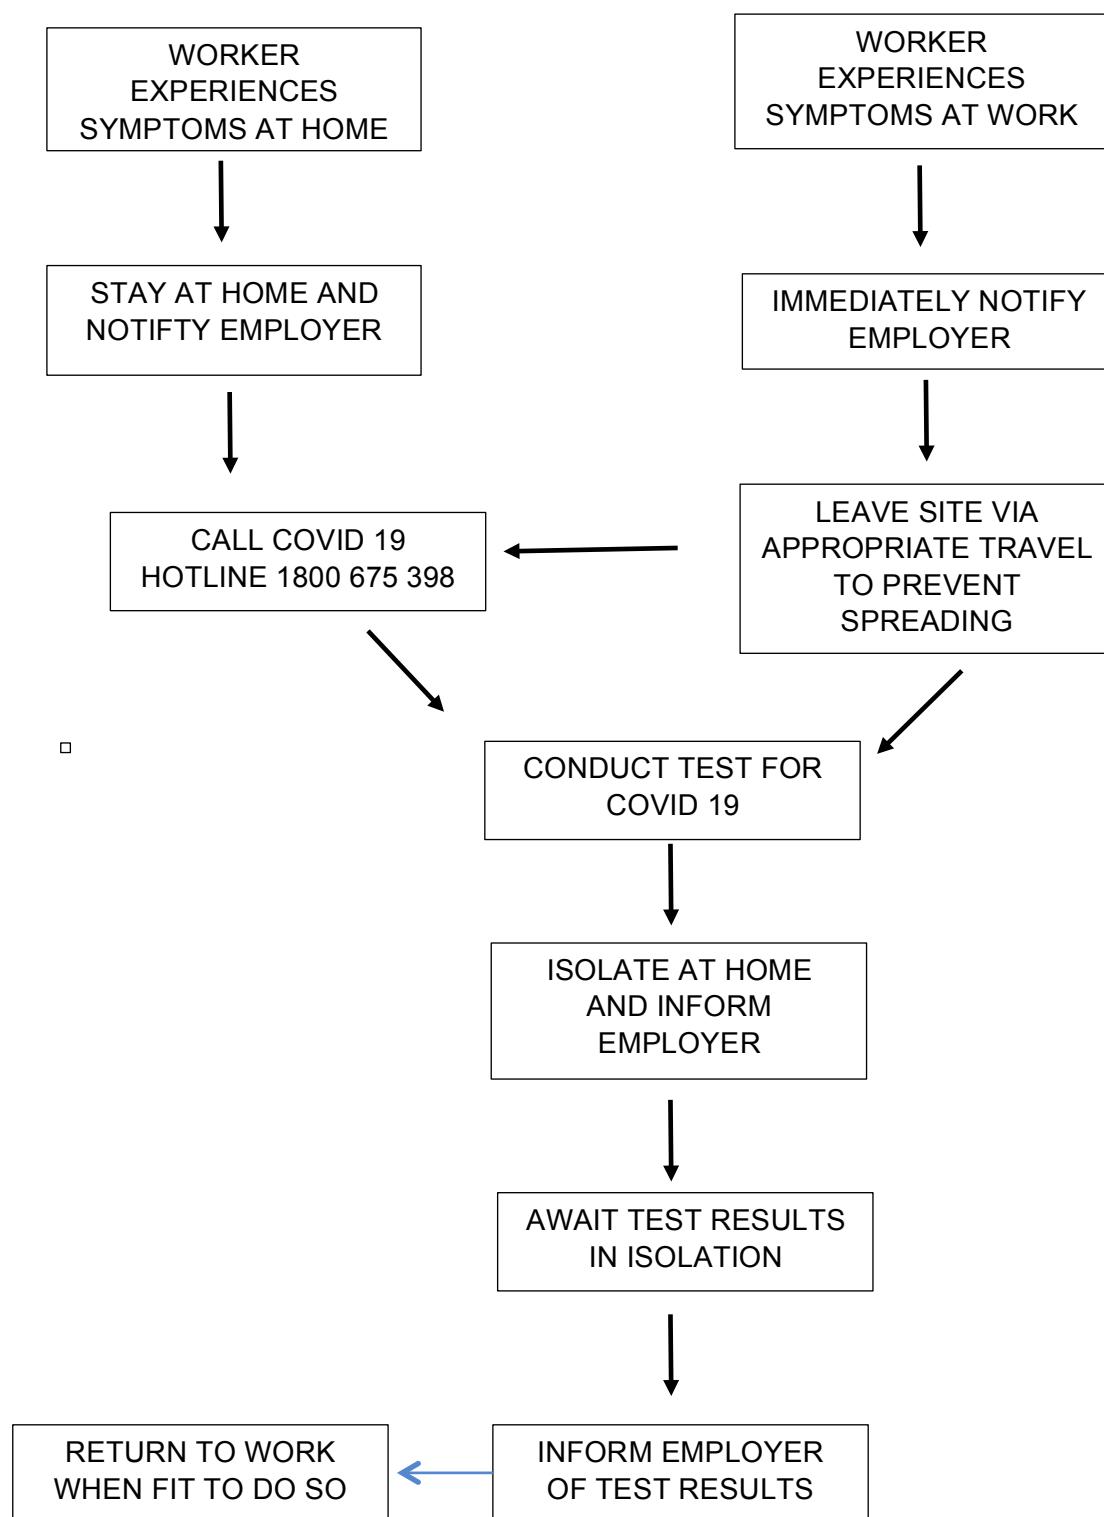 WORKER
EXPERIENCES
SYMPTOMS AT HOME
WORKER
EXPERIENCES
SYMPTOMS AT WORK
STAY AT HOME AND
NOTIFTY EMPLOYER
IMMEDIATELY NOTIFY
EMPLOYER
CALL COVID 19
HOTLINE 1800 675 398
LEAVE SITE VIA
APPROPRIATE TRAVEL
TO PREVENT
SPREADING
CONDUCT TEST FOR
COVID 19
ISOLATE AT HOME
AND INFORM
EMPLOYER
AWAIT TEST RESULTS
IN ISOLATION
RETURN TO WORK
WHEN FIT TO DO SO
INFORM EMPLOYER
OF TEST RESULTS